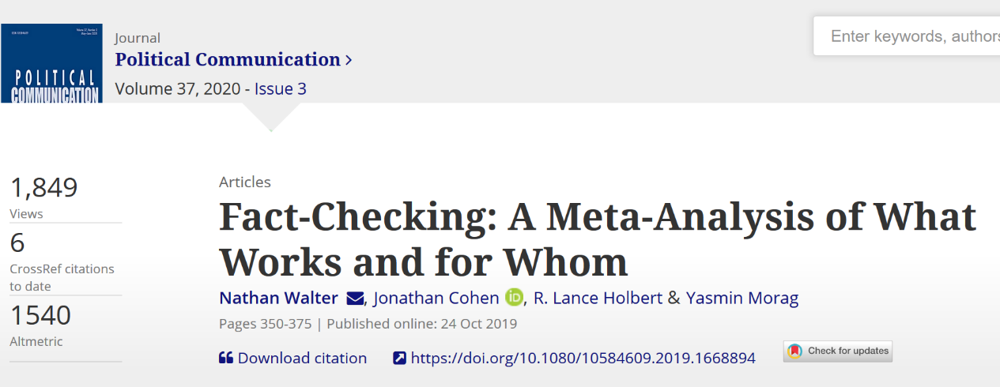 Journal
Political Communication >
Volume 37, 2020 - Issue 3
Enter keywords, authors
POLITICAL
COMMUNICATION
1,849
Views
6
CrossRef citations
to date
1540
Altmetric
Articles
Fact-Checking: A Meta-Analysis of What
Works and for Whom
Nathan Walter , Jonathan Cohen iD, R. Lance Holbert & Yasmin Morag
Pages 350-375 | Published online: 24 Oct 2019
Download citation https://doi.org/10.1080/10584609.2019.1668894
Check for updates